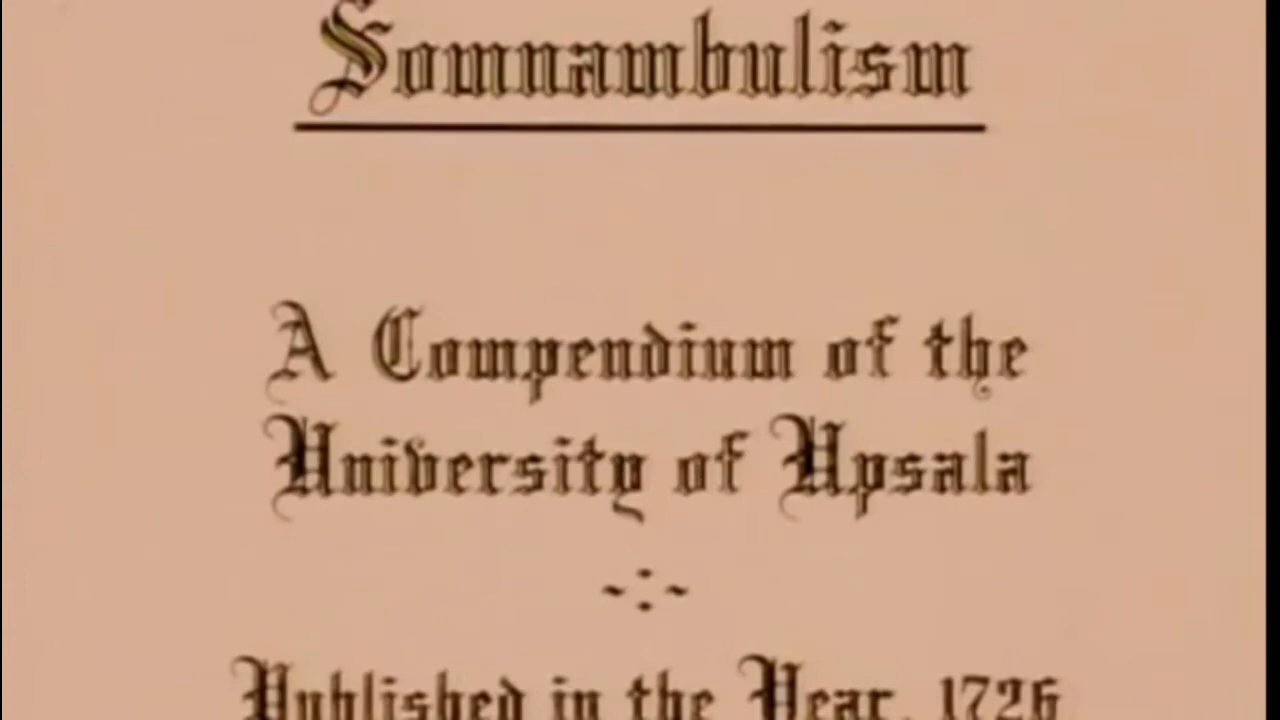 Somnambulism
A Compendium of the
University of Upsala
~:~
Published in the Year, 1726